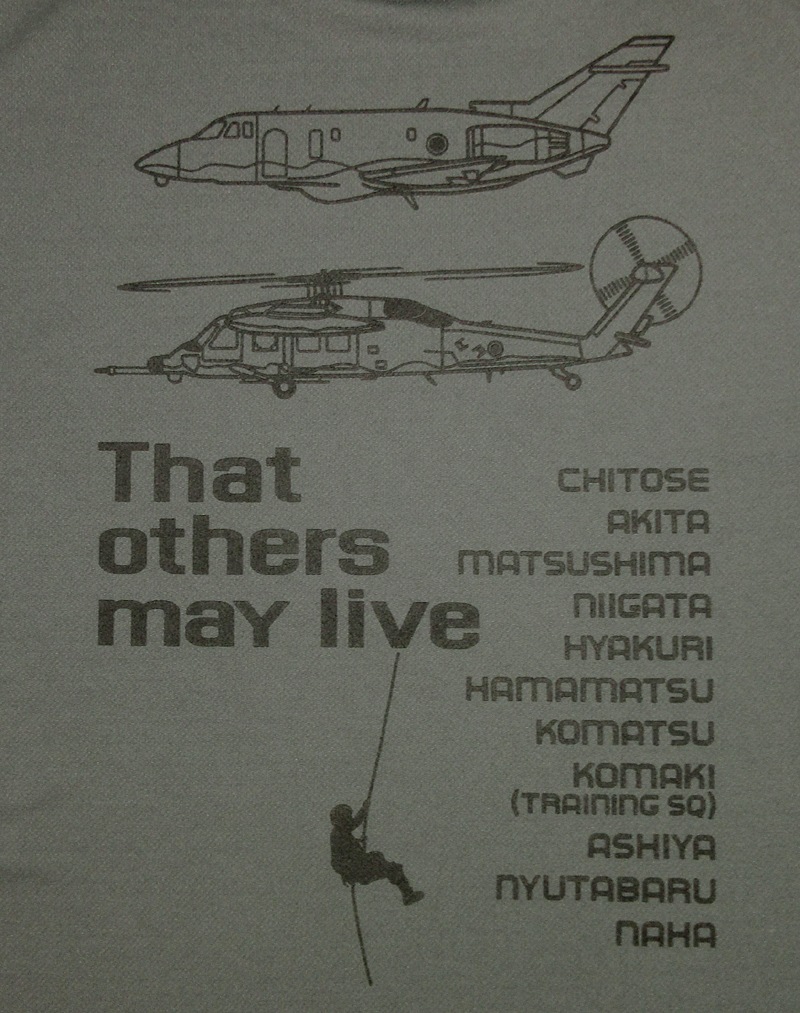 That
others
may live
CHITOSE
AKITA
MATSUSHIMA
NIIGATA
HYAKURI
HAMAMATSU
KOMATSU
KOMAKI
(TRAINING SQ)
ASHIYA
NYUTABARU
NAHA